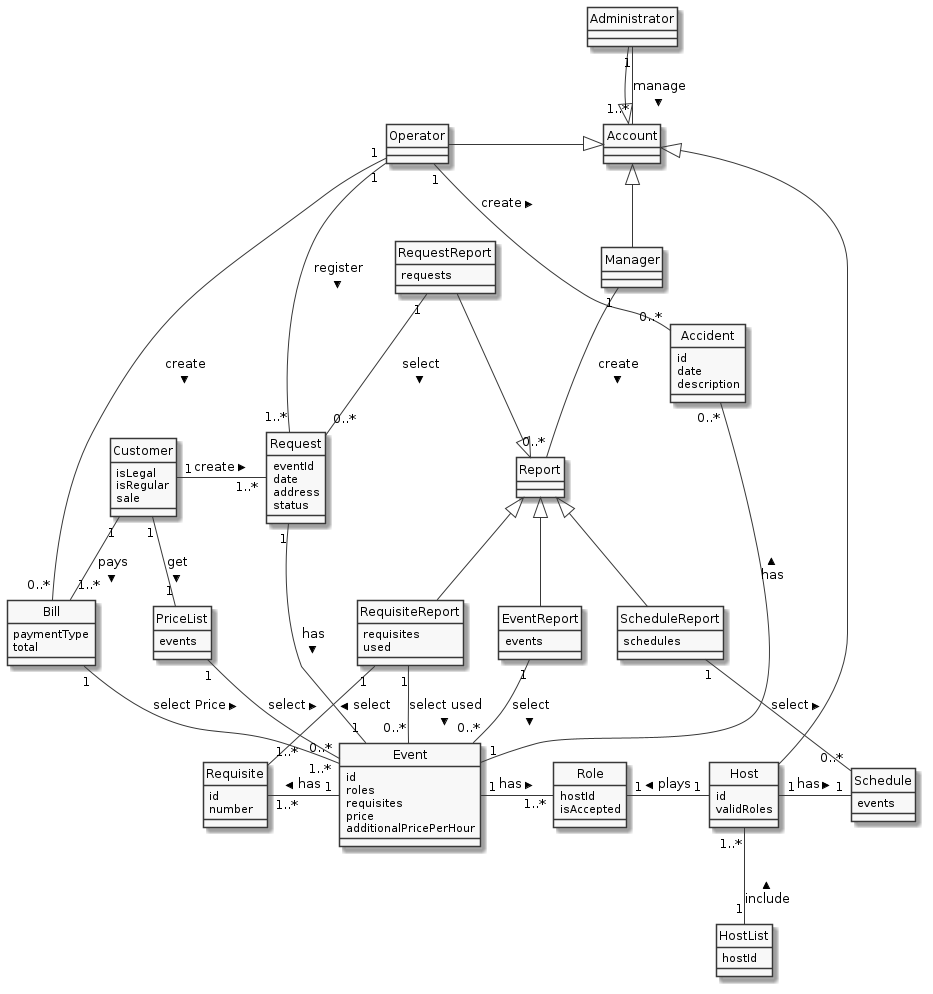 Administrator
1
manage
▼
1..*
Operator
Account
1
1
1
create ►
RequestReport
requests
Manager
register
▼
1
1
0..*
Accident
id
date
description
create
▼
select
▼
create
▼
1..*
0..*
0..*
0..*
Customer
isLegal
isRegular
sale
1
create ►
1..*
Request
eventId
date
address
status
Report
1
1
1
pays
▼
get
▼
▲
has
0..*
1..*
1
Bill
paymentType
total
PriceList
events
RequisiteReport
requisites
used
EventReport
events
ScheduleReport
schedules
has
▼
1
1
1
1
1
1
select Price ►
select ►
◄ select
select used
▼
select
▼
select ►
1
0..*
0..*
0..*
1..*
1..*
1
0..*
Requisite
id
number
1..*
◄ has
1
Event
id
roles
requisites
price
additionalPricePerHour
1
has ►
1..*
Role
hostId
isAccepted
1
◄ plays
1
Host
id
validRoles
1
has ►
1
Schedule
events
1..*
▲
include
1
HostList
hostId